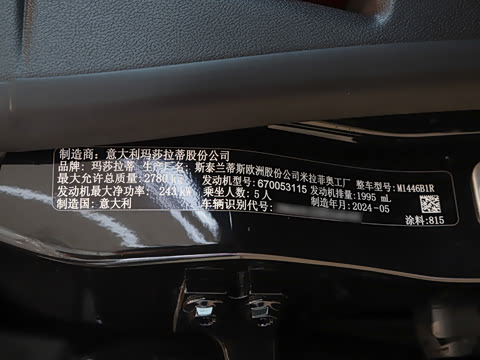 制造商: 意大利玛莎拉蒂股份公司
品牌: 玛莎拉蒂 生产厂名: 斯泰兰蒂斯欧洲股份公司米拉菲奥工厂 整车型号: M1446B1R
最大允许总质量: 2780 kg 发动机型号: 670053115 发动机排量: 1995 mL
发动机最大净功率: 243 kW 乘坐人数: 5 人 制造年月: 2024-05
制造国: 意大利 车辆识别代号: 涂料: 815